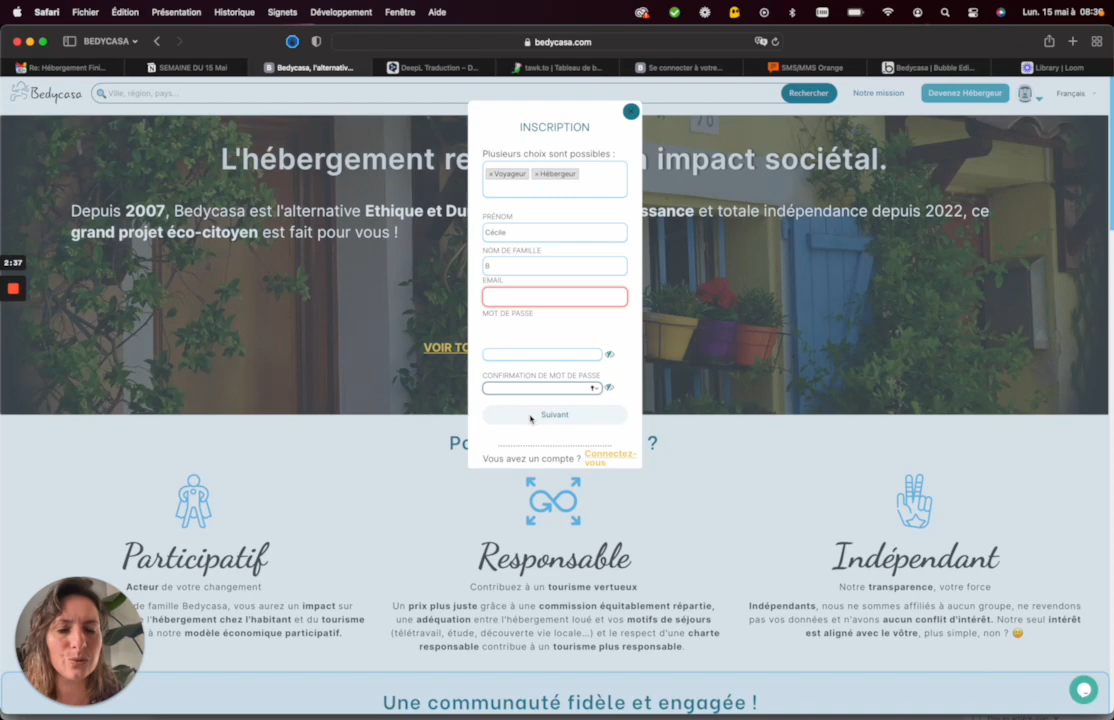 Safari Fichier Édition Présentation Historique Signets Développement Fenêtre Aide Lun. 15 mai à 08:36
BEDYCASA bedycasa.com
Re: Hébergement Fini... SEMAINE DU 15 Mai Bedycasa, l'alternativ... DeepL Traduction – D... tawk.to | Tableau de b... Se connecter à votre... SMS/MMS Orange Bedycasa | Bubble Edi... Library | Loom
Bedycasa Ville, région, pays... Rechercher Notre mission Devenez Hébergeur Français
70
L'hébergement re impact sociétal.
Depuis 2007, Bedycasa est l'alternative Ethique et Du ssance et totale indépendance depuis 2022, ce
grand projet éco-citoyen est fait pour vous !
VOIR TO
INSCRIPTION
Plusieurs choix sont possibles :
× Voyageur × Hébergeur
PRÉNOM
Cécile
NOM DE FAMILLE
B
EMAIL
MOT DE PASSE
CONFIRMATION DE MOT DE PASSE
Suivant
Vous avez un compte ? Connectez-vous
2:37
Po ?
Participatif
Acteur de votre changement
de famille Bedycasa, vous aurez un impact sur
l'hébergement chez l'habitant et du tourisme
à notre modèle économique participatif.
Responsable
Contribuez à un tourisme vertueux
Un prix plus juste grâce à une commission équitablement répartie,
une adéquation entre l'hébergement loué et vos motifs de séjours
(télétravail, étude, découverte vie locale...) et le respect d'une charte
responsable contribue à un tourisme plus responsable.
Indépendant
Notre transparence, votre force
Indépendants, nous ne sommes affiliés à aucun groupe, ne revendons
pas vos données et n'avons aucun conflit d'intérêt. Notre seul intérêt
est aligné avec le vôtre, plus simple, non ? 😄
Une communauté fidèle et engagée !